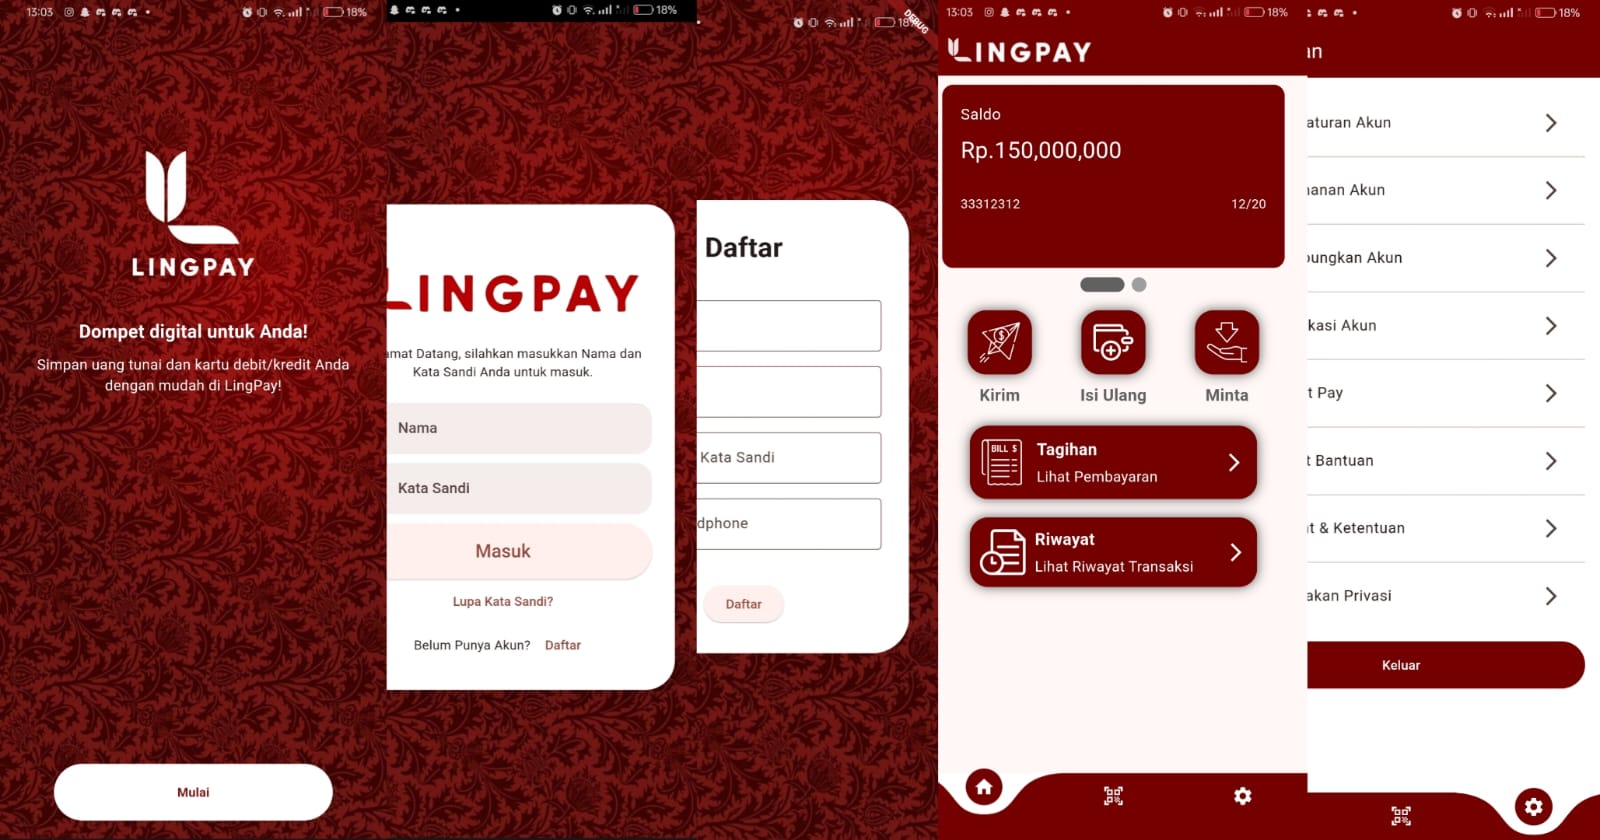 13:03
18%
LINGPAY
Dompet digital untuk Anda!
Simpan uang tunai dan kartu debit/kredit Anda
dengan mudah di LingPay!
Mulai
18%
LINGPAY
amat Datang, silahkan masukkan Nama dan
Kata Sandi Anda untuk masuk.
Nama
Kata Sandi
Masuk
Lupa Kata Sandi?
Belum Punya Akun? Daftar
18%
DEBUG
Daftar
Kata Sandi
dphone
Daftar
13:03
18%
LINGPAY
Saldo
Rp.150,000,000
33312312 12/20
Kirim Isi Ulang Minta
BILL $
Tagihan
Lihat Pembayaran
Riwayat
Lihat Riwayat Transaksi
18%
an
aturan Akun
anan Akun
ungkan Akun
kasi Akun
t Pay
t Bantuan
t & Ketentuan
akan Privasi
Keluar